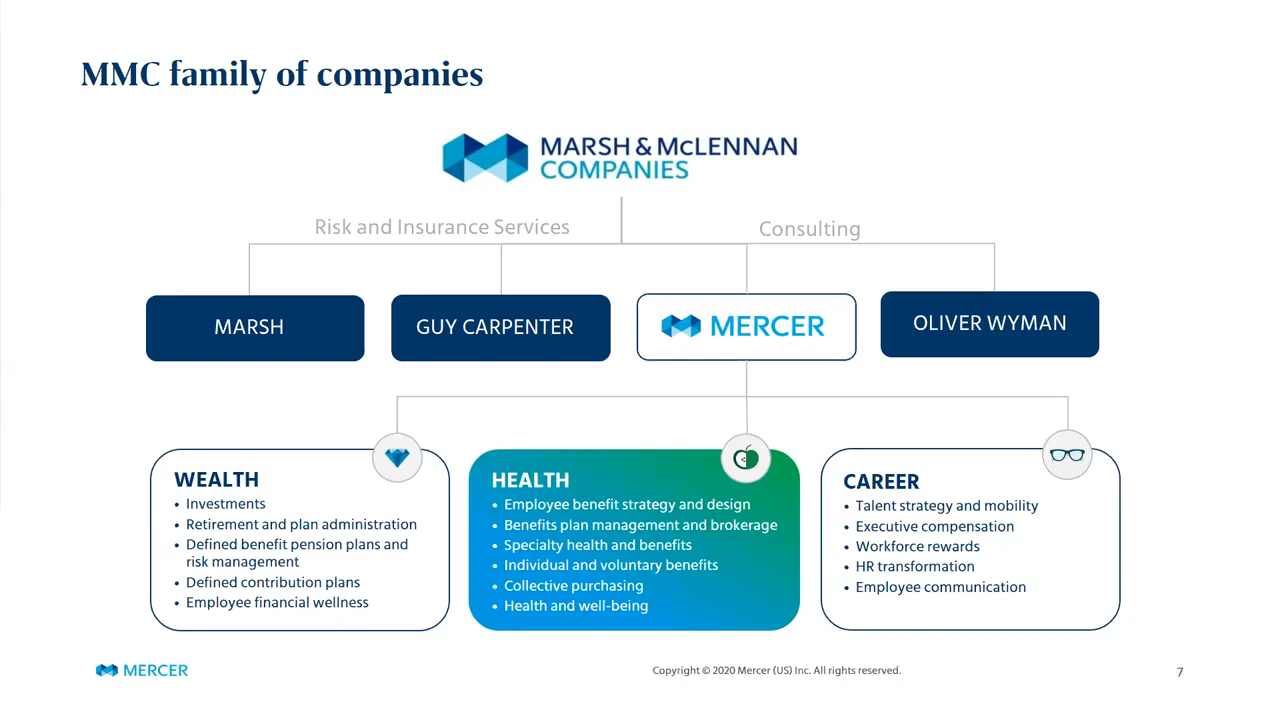 MMC family of companies
MARSH & McLENNAN
COMPANIES
Risk and Insurance Services
Consulting
MARSH
GUY CARPENTER
MERCER
OLIVER WYMAN
WEALTH
• Investments
• Retirement and plan administration
• Defined benefit pension plans and
risk management
• Defined contribution plans
• Employee financial wellness
HEALTH
• Employee benefit strategy and design
• Benefits plan management and brokerage
• Specialty health and benefits
• Individual and voluntary benefits
• Collective purchasing
• Health and well-being
CAREER
• Talent strategy and mobility
• Executive compensation
• Workforce rewards
• HR transformation
• Employee communication
MERCER
Copyright © 2020 Mercer (US) Inc. All rights reserved.
7